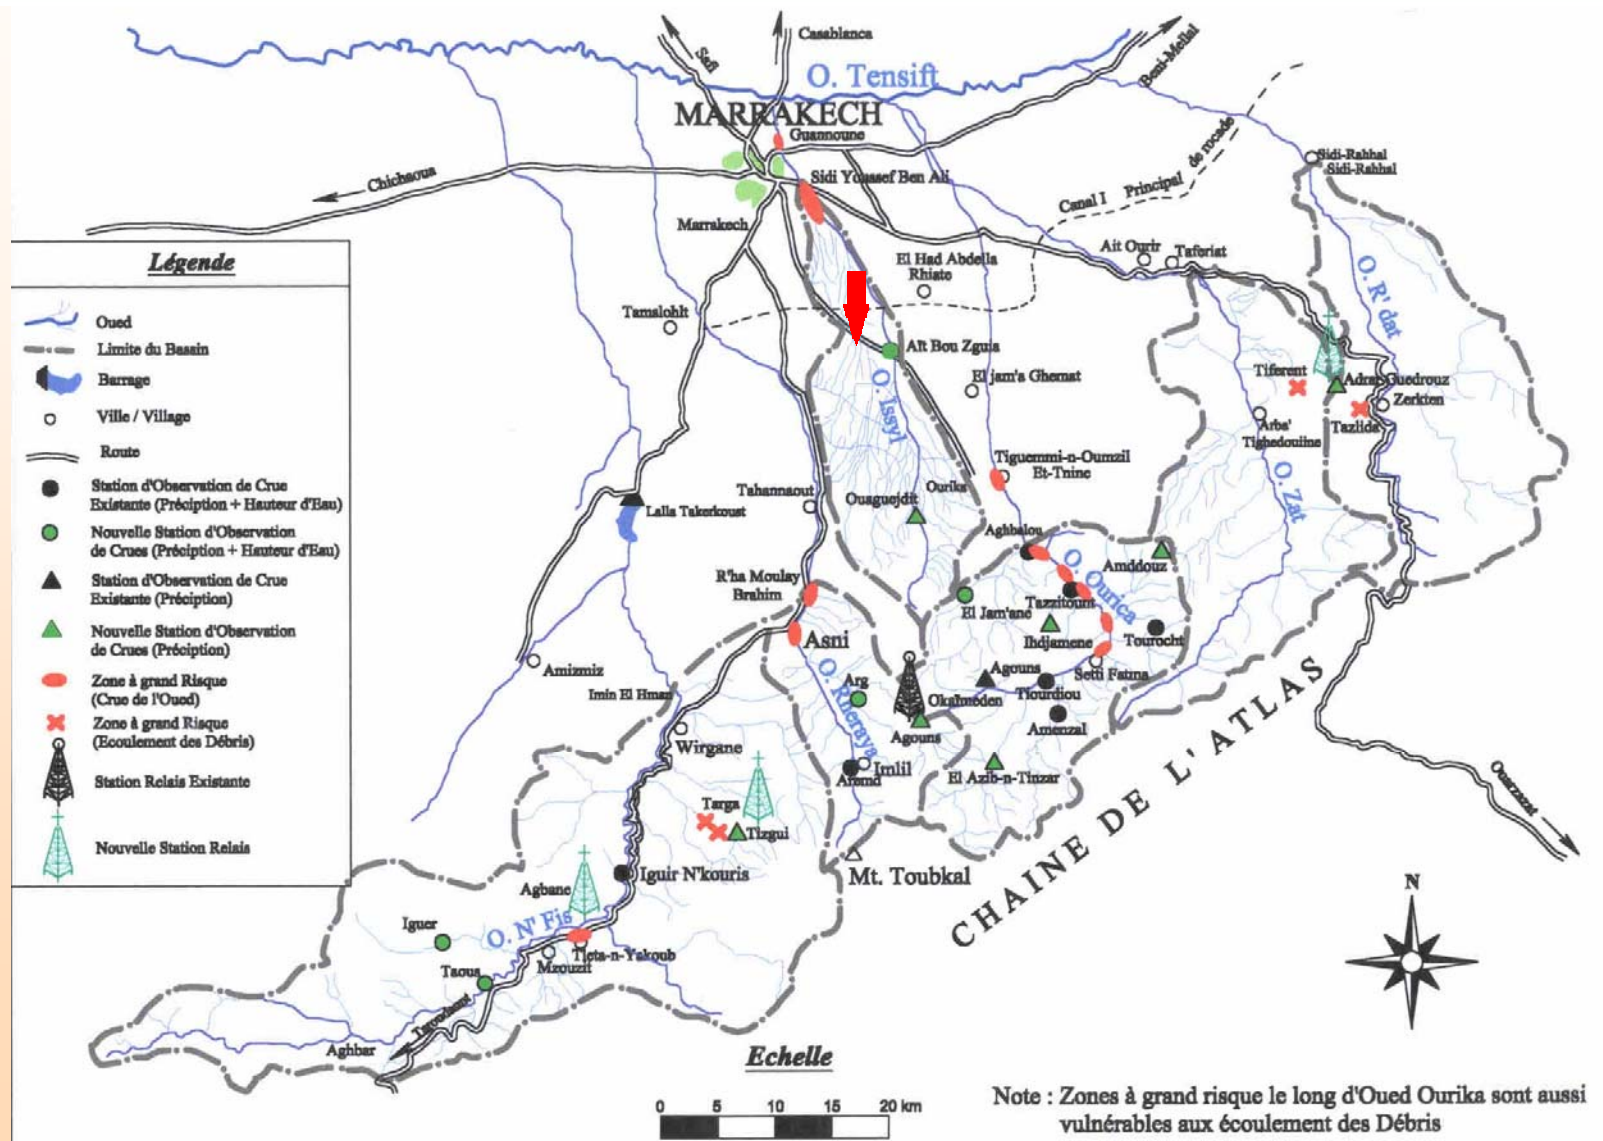 Safi
Casablanca
Beni-Mellal
O. Tensift
MARRAKECH
Guannoune
Chichaoua
Sidi Youssef Ben Ali
Marrakech
Canal I Principal de rocade
Sidi-Rahhal
Sidi-Rahhal
Ait Ourir
Taferiat
El Had Abdella
Rhiate
O. R' dat
Tamslohlt
Aït Bou Zguia
El jam'a Ghemat
Tiferent
Adrar Guedrouz
Zerkten
Tazlida
Arba'
Tighedouiine
O. Issyl
O. Zat
Tiguemmi-n-Oumzil
Et-Tnine
Ourika
Tahannaout
Ouaguejdit
Lalla Takerkoust
Aghbalou
O. Ourica
Amddouz
R'ha Moulay
Brahim
El Jam'ane
Tazzitount
Ihdjamene
Tourocht
Asni
Setti Fatma
Amizmiz
Imin El Hmam
O. Rheraya
Arg
Agouns
Tiourdiou
Okaïmeden
Amenzal
Agouns
Wirgane
Imlil
Aremd
El Azib-n-Tinzar
Targa
Tizgui
Mt. Toubkal
CHAINE DE L' ATLAS
Ouarzazat
Iguir N'kouris
Agbane
Iguer
O. N' Fis
Tleta-n-Yakoub
Mzouzit
Taoua
Taroudaont
Aghbar
N
Légende
Oued
Limite du Bassin
Barrage
Ville / Village
Route
Station d'Observation de Crue
Existante (Préciption + Hauteur d'Eau)
Nouvelle Station d'Observation
de Crues (Préciption + Hauteur d'Eau)
Station d'Observation de Crue
Existante (Préciption)
Nouvelle Station d'Observation
de Crues (Préciption)
Zone à grand Risque
(Crue de l'Oued)
Zone à grand Risque
(Ecoulement des Débris)
Station Relais Existante
Nouvelle Station Relais
Echelle
0 5 10 15 20 km
Note : Zones à grand risque le long d'Oued Ourika sont aussi
vulnérables aux écoulement des Débris